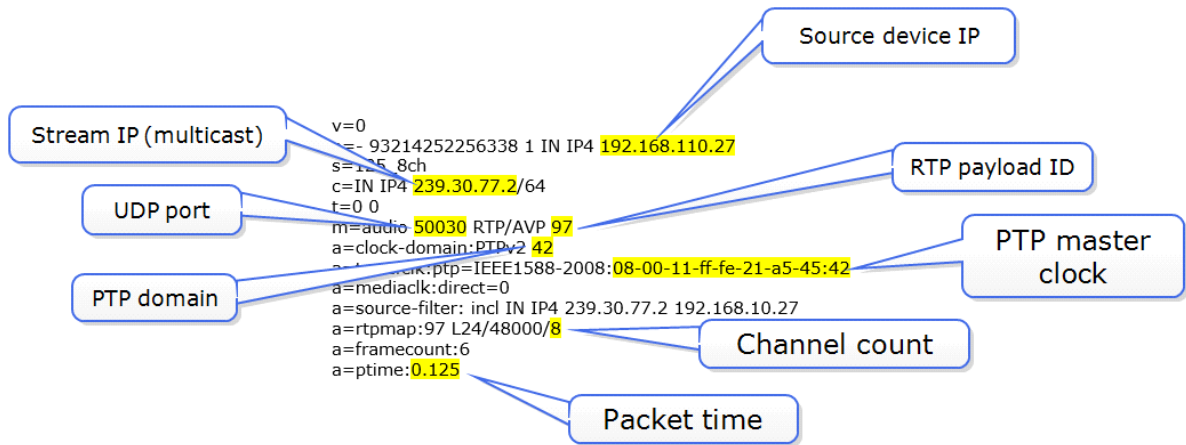 Source device IP
Stream IP (multicast)
v=0
=- 93214252256338 1 IN IP4 192.168.110.27
s=125_8ch
RTP payload ID
c=IN IP4 239.30.77.2/64
UDP port
t=0 0
m=audio 50030 RTP/AVP 97
a=clock-domain:PTPv2 42
PTP master
clock
:ptp=IEEE1588-2008:08-00-11-ff-fe-21-a5-45:42
PTP domain
a=mediaclk:direct=0
a=source-filter: incl IN IP4 239.30.77.2 192.168.10.27
a=rtpmap:97 L24/48000/8
Channel count
a=framecount:6
a=ptime:0.125
Packet time